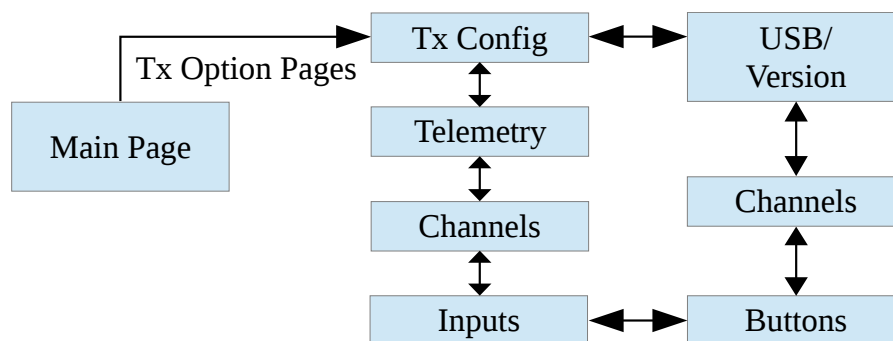 Tx Config
USB/
Version
Tx Option Pages
Main Page
Telemetry
Channels
Channels
Inputs
Buttons